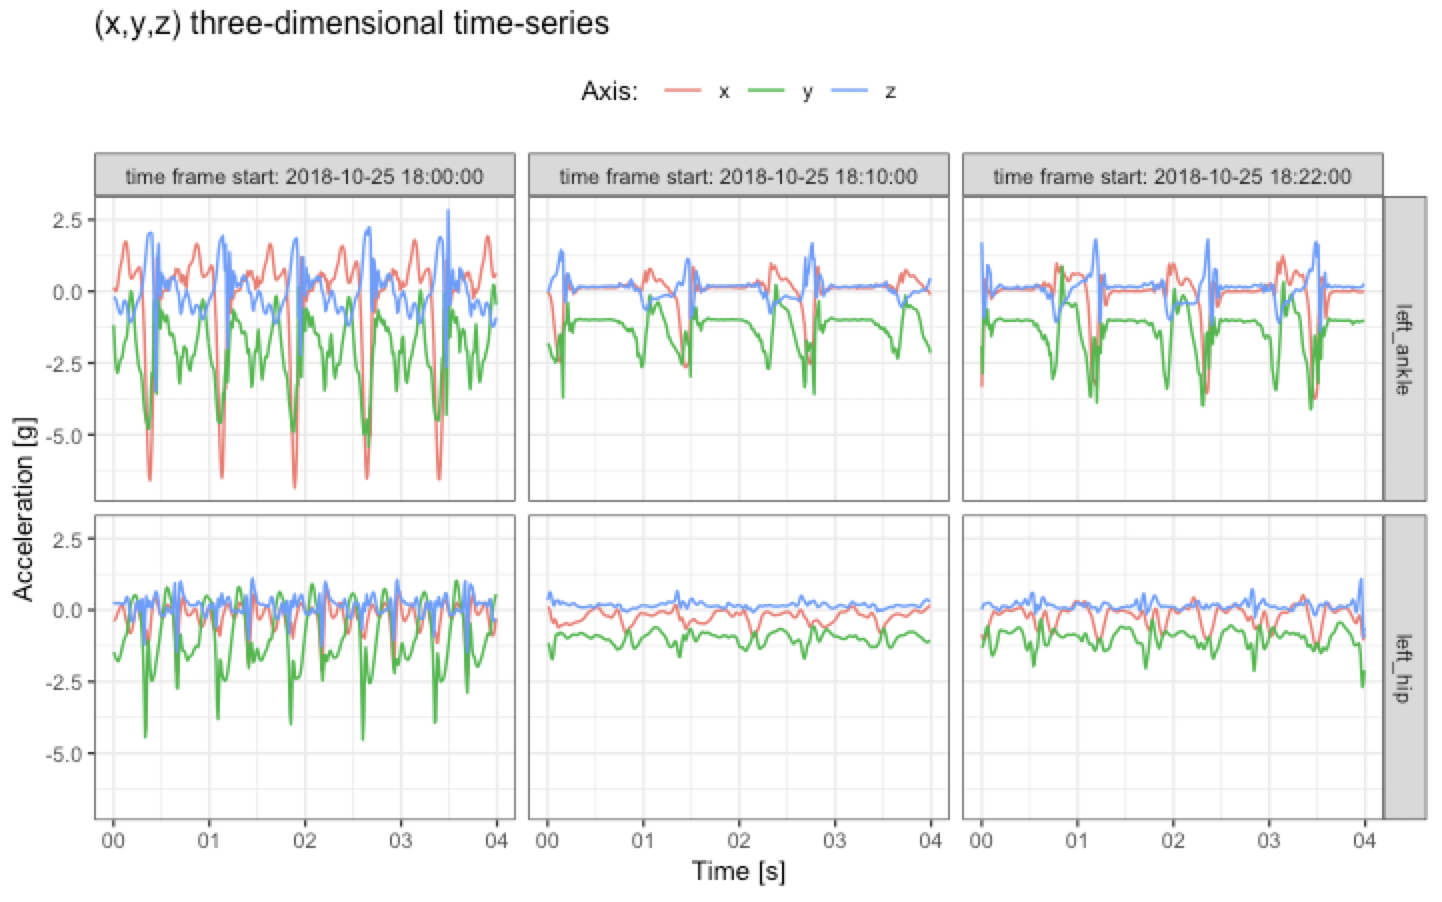 (x,y,z) three-dimensional time-series
Axis: x y z
time frame start: 2018-10-25 18:00:00 time frame start: 2018-10-25 18:10:00 time frame start: 2018-10-25 18:22:00
Acceleration [g]
2.5
0.0
-2.5
-5.0
left_ankle
2.5
0.0
-2.5
-5.0
left_hip
00 01 02 03 04 00 01 02 03 04 00 01 02 03 04
Time [s]